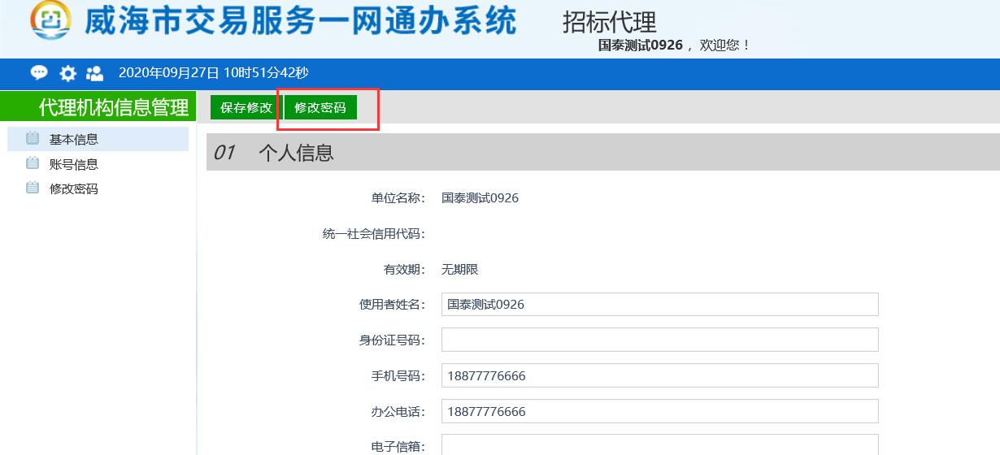 威海市交易服务一网通办系统
招标代理
国泰测试0926 ，欢迎您！
2020年09月27日 10时51分42秒
代理机构信息管理
保存修改 修改密码
基本信息
账号信息
修改密码
01 个人信息
单位名称： 国泰测试0926
统一社会信用代码：
有效期： 无期限
使用者姓名： 国泰测试0926
身份证号码：
手机号码： 18877776666
办公电话： 18877776666
电子信箱：